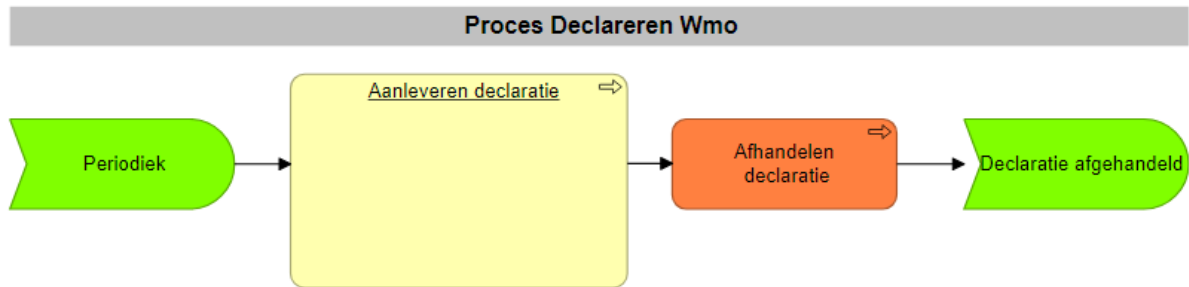 Proces Declareren Wmo
Periodiek
Aanleveren declaratie
Afhandelen
declaratie
Declaratie afgehandeld